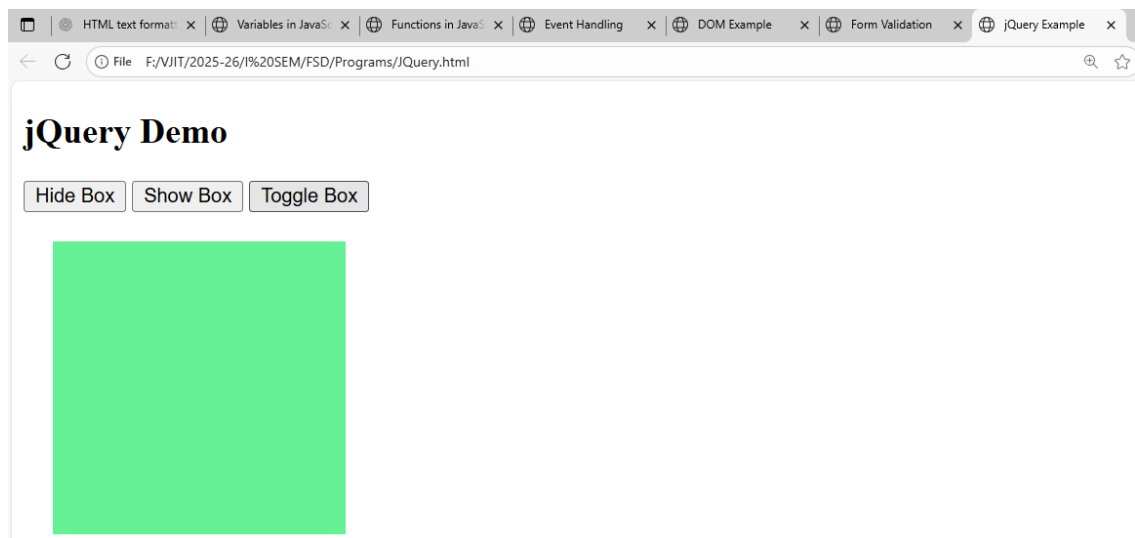 HTML text formatt Variables in JavaSc Functions in JavaS Event Handling DOM Example Form Validation jQuery Example
File F:/VJIT/2025-26/I%20SEM/FSD/Programs/JQuery.html
jQuery Demo
Hide Box Show Box Toggle Box